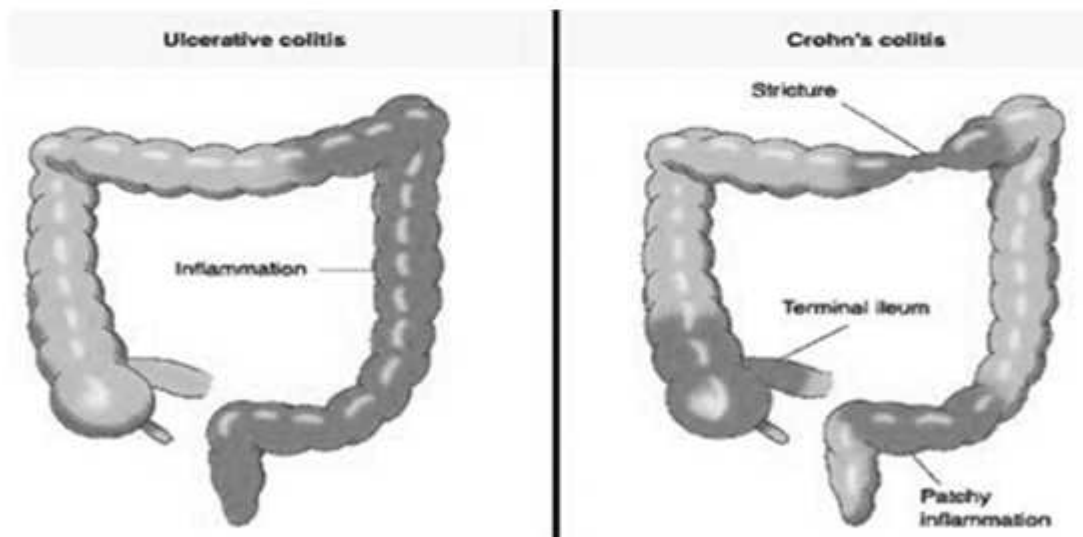 Ulcerative colitis
Inflammation
Crohn's colitis
Stricture
Terminal ileum
Patchy
inflammation